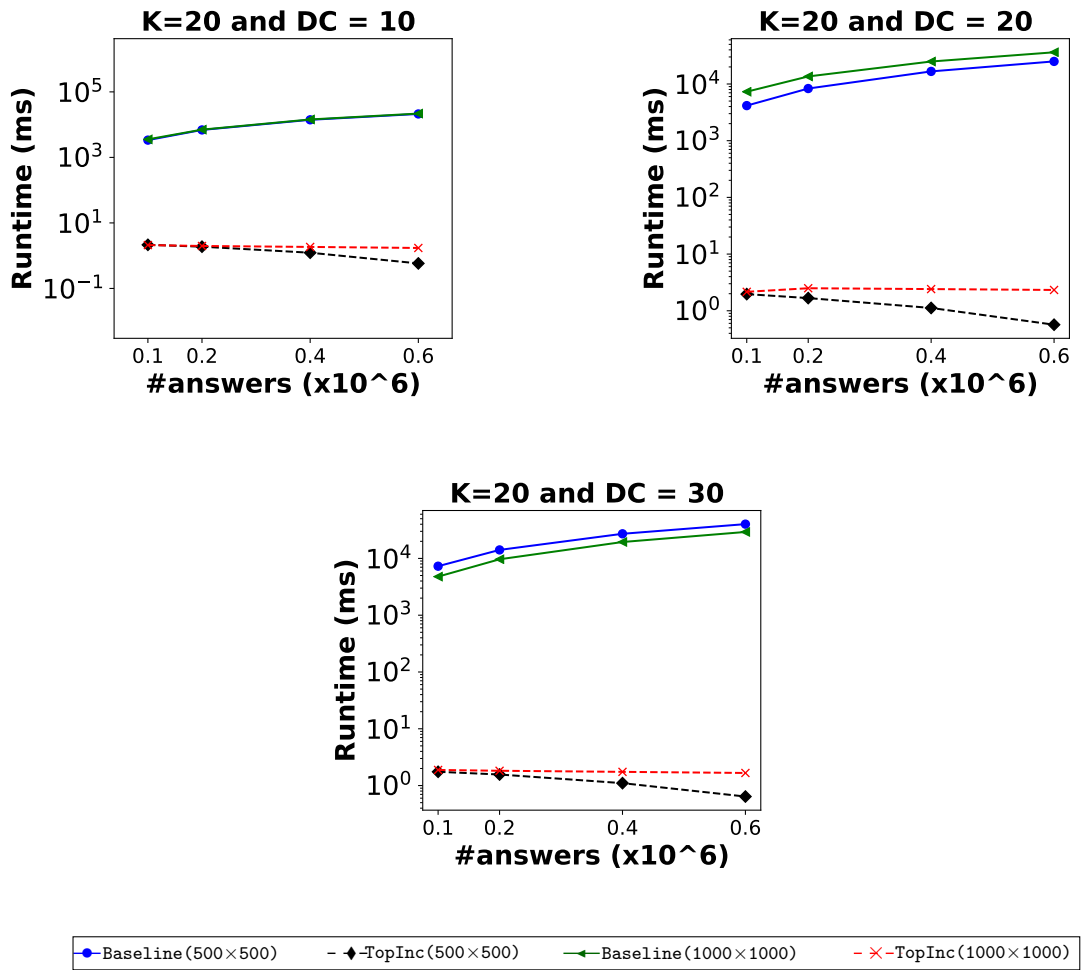 K=20 and DC = 10
Runtime (ms)
10^5
10^3
10^1
10^-1
0.1 0.2 0.4 0.6
#answers (x10^6)
K=20 and DC = 20
Runtime (ms)
10^4
10^3
10^2
10^1
10^0
0.1 0.2 0.4 0.6
#answers (x10^6)
K=20 and DC = 30
Runtime (ms)
10^4
10^3
10^2
10^1
10^0
0.1 0.2 0.4 0.6
#answers (x10^6)
Baseline(500×500) TopInc(500×500) Baseline(1000×1000) TopInc(1000×1000)